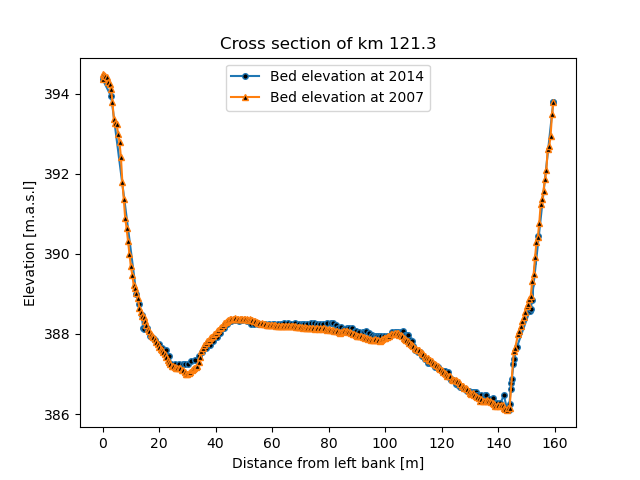 Cross section of km 121.3
Bed elevation at 2014
Bed elevation at 2007
Elevation [m.a.s.l]
394
392
390
388
386
0 20 40 60 80 100 120 140 160
Distance from left bank [m]